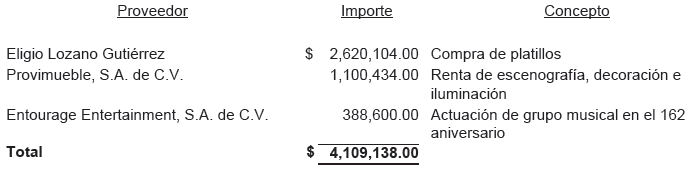 Proveedor Importe Concepto
Eligio Lozano Gutiérrez $ 2,620,104.00 Compra de platillos
Provimueble, S.A. de C.V. 1,100,434.00 Renta de escenografía, decoración e
iluminación
Entourage Entertainment, S.A. de C.V. 388,600.00 Actuación de grupo musical en el 162
aniversario
Total $ 4,109,138.00